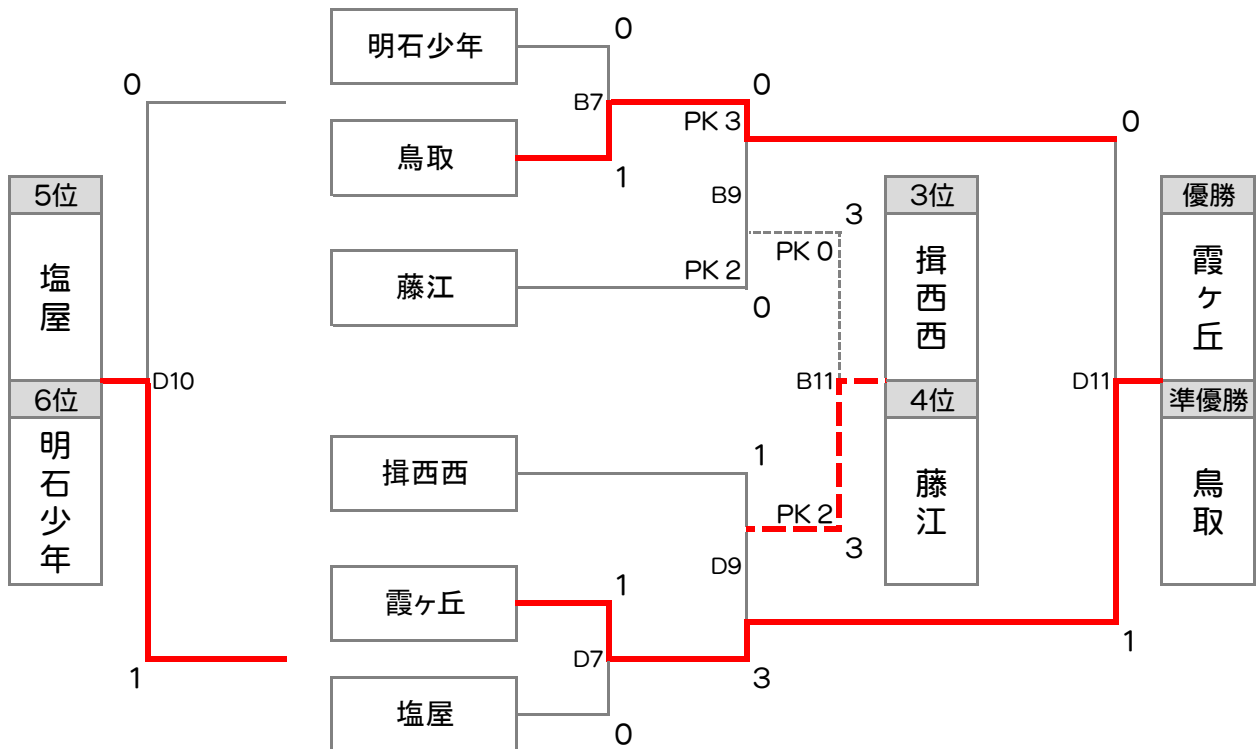 0
5位
塩屋
6位
明石少年
D10
1
明石少年
鳥取
藤江
揖西西
霞ヶ丘
塩屋
0
B7
1
0
PK 3
B9
PK 2
0
1
D9
1
D7
3
0
3
PK 0
B11
PK 2
3
3位
揖西西
4位
藤江
0
D11
1
優勝
霞ヶ丘
準優勝
鳥取